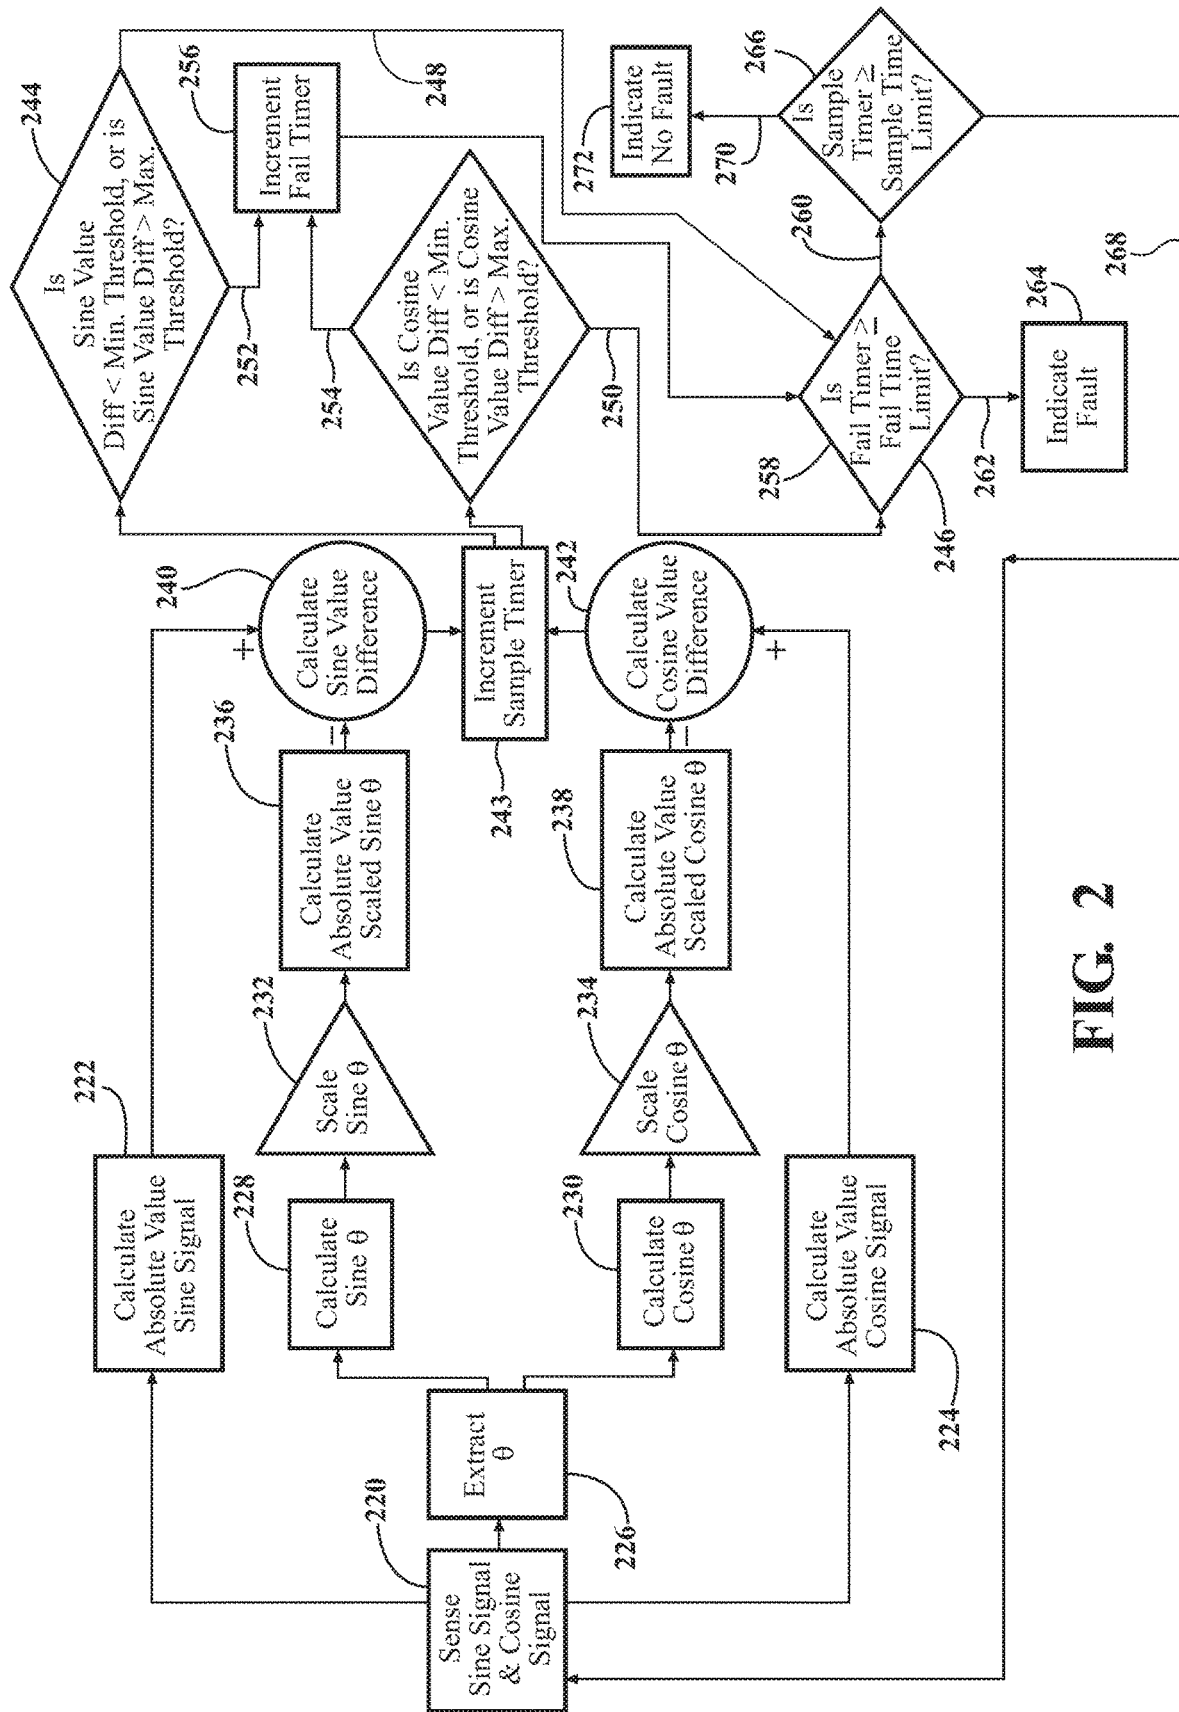 220
Sense
Sine Signal
& Cosine
Signal
222
Calculate
Absolute Value
Sine Signal
226
Extract
θ
224
Calculate
Absolute Value
Cosine Signal
228
Calculate
Sine θ
230
Calculate
Cosine θ
232
Scale
Sine θ
234
Scale
Cosine θ
236
Calculate
Absolute Value
Scaled Sine θ
238
Calculate
Absolute Value
Scaled Cosine θ
+
−
240
Calculate
Sine Value
Difference
243
Increment
Sample Timer
242
Calculate
Cosine Value
Difference
−
+
244
Is
Sine Value
Diff < Min. Threshold, or is
Sine Value Diff > Max.
Threshold?
252
256
Increment
Fail Timer
254
Is Cosine
Value Diff < Min.
Threshold, or is Cosine
Value Diff > Max.
Threshold?
250
248
258
Is
Fail Timer ≥
Fail Time
Limit?
246
262
264
Indicate
Fault
260
266
Is
Sample
Timer ≥
Sample Time
Limit?
270
272
Indicate
No Fault
268
FIG. 2